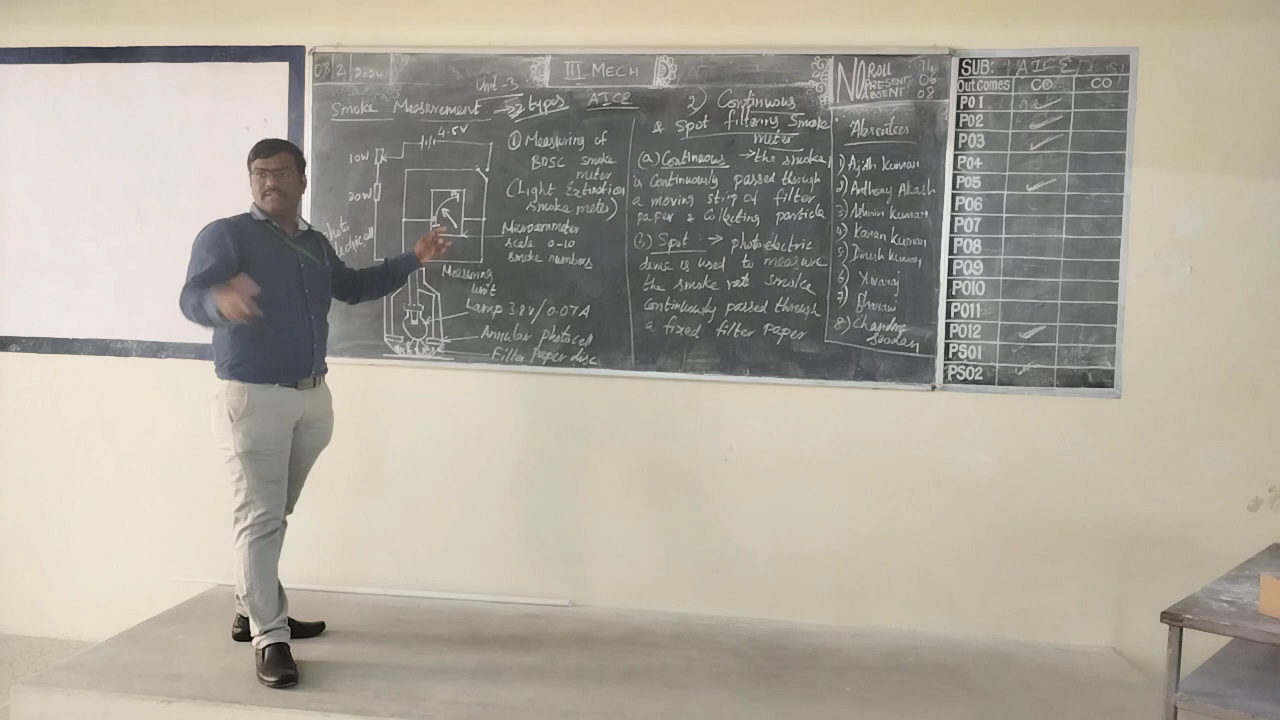 08 2 2024
III MECH
Unit-3
Smoke Measurement → 2 types AICE
4.5V
10W
20W
① Measuring of
BOSC smoke
meter
(Light Extinction
Smoke meter)
Microammeter
scale 0-10
smoke numbers
Measuring
unit
Lamp 3.8V/0.07A
Annular photocell
Filter Paper disc
2) Continuous
& Spot filtering Smoke
meter
(a) Continuous → the smoke
is Continuously passed through
a moving strip of filter
paper & Collecting particle
(b) Spot :→ photoelectric
device is used to measure
the smoke rate. smoke
Continuously passed through
a fixed filter paper
NO ROLL 14
PRESENT 06
ABSENT 08
Absentees
1) Ajith Kumar
2) Anthony Akash
3) Ashwin Kumar
4) Karan Kumar
5) Dinesh Kumar
6) Yuvaraj
7)
8) Chandra
SUB: AICE
Outcomes CO CO
PO1
PO2 ✓
PO3 ✓
PO4
PO5 ✓
PO6
PO7
PO8
PO9
PO10
PO11
PO12 ✓
PSO1
PSO2 ✓